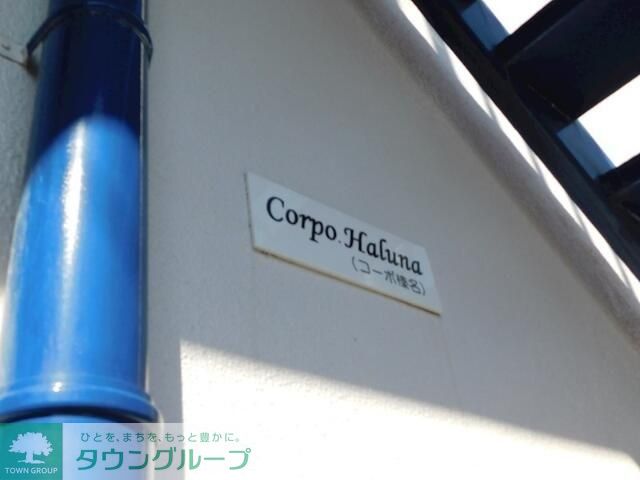 Corpo.Haluna
(コーポ榛名)
ひとを、まちを、もっと豊かに。
タウングループ
TOWN GROUP